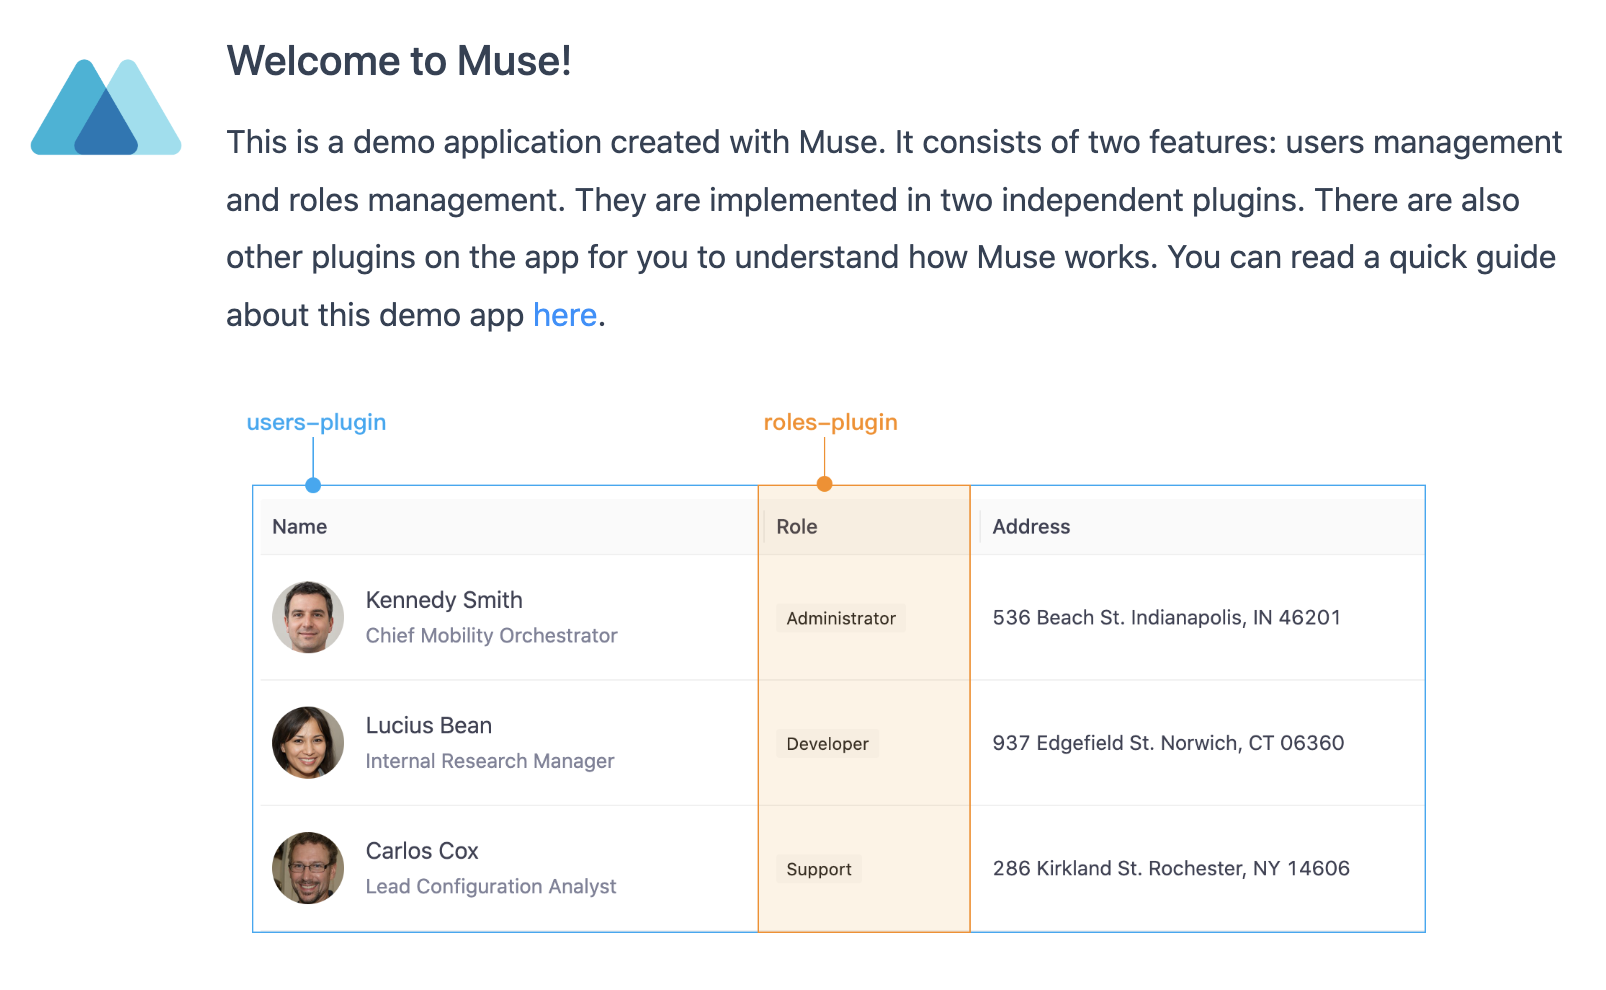 Welcome to Muse!
This is a demo application created with Muse. It consists of two features: users management
and roles management. They are implemented in two independent plugins. There are also
other plugins on the app for you to understand how Muse works. You can read a quick guide
about this demo app here.
users-plugin
roles-plugin
Name Role Address
Kennedy Smith
Chief Mobility Orchestrator
Administrator
536 Beach St. Indianapolis, IN 46201
Lucius Bean
Internal Research Manager
Developer
937 Edgefield St. Norwich, CT 06360
Carlos Cox
Lead Configuration Analyst
Support
286 Kirkland St. Rochester, NY 14606